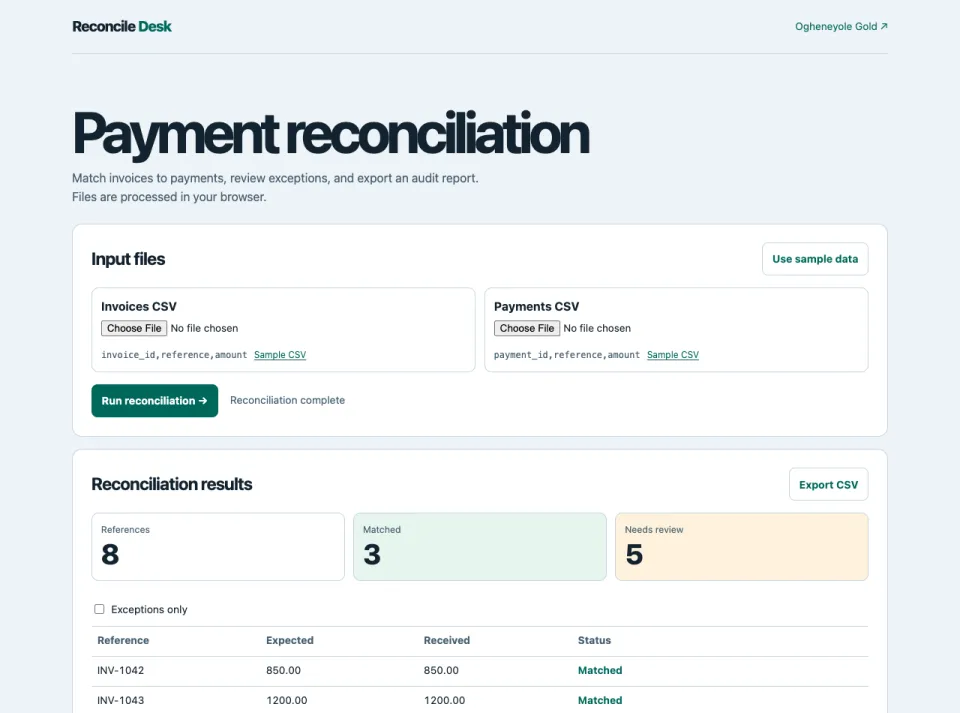 Reconcile Desk
Ogheneyole Gold ↗
Payment reconciliation
Match invoices to payments, review exceptions, and export an audit report.
Files are processed in your browser.
Input files
Use sample data
Invoices CSV
Choose File No file chosen
invoice_id,reference,amount Sample CSV
Payments CSV
Choose File No file chosen
payment_id,reference,amount Sample CSV
Run reconciliation →
Reconciliation complete
Reconciliation results
Export CSV
References
8
Matched
3
Needs review
5
Exceptions only
Reference Expected Received Status
INV-1042 850.00 850.00 Matched
INV-1043 1200.00 1200.00 Matched